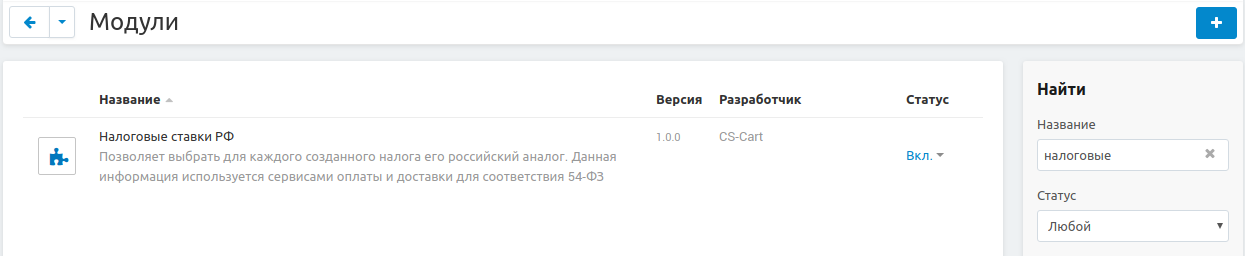 Модули
Название Версия Разработчик Статус
Налоговые ставки РФ 1.0.0 CS-Cart
Позволяет выбрать для каждого созданного налога его российский аналог. Данная Вкл.
информация используется сервисами оплаты и доставки для соответствия 54-ФЗ
Найти
Название
налоговые
Статус
Любой